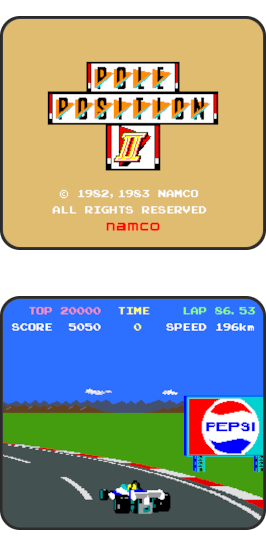 POLE
POSITION
II
© 1982, 1983 NAMCO
ALL RIGHTS RESERVED
namco
TOP 20000 TIME LAP 86.53
SCORE 5050 0 SPEED 196km
PEPSI